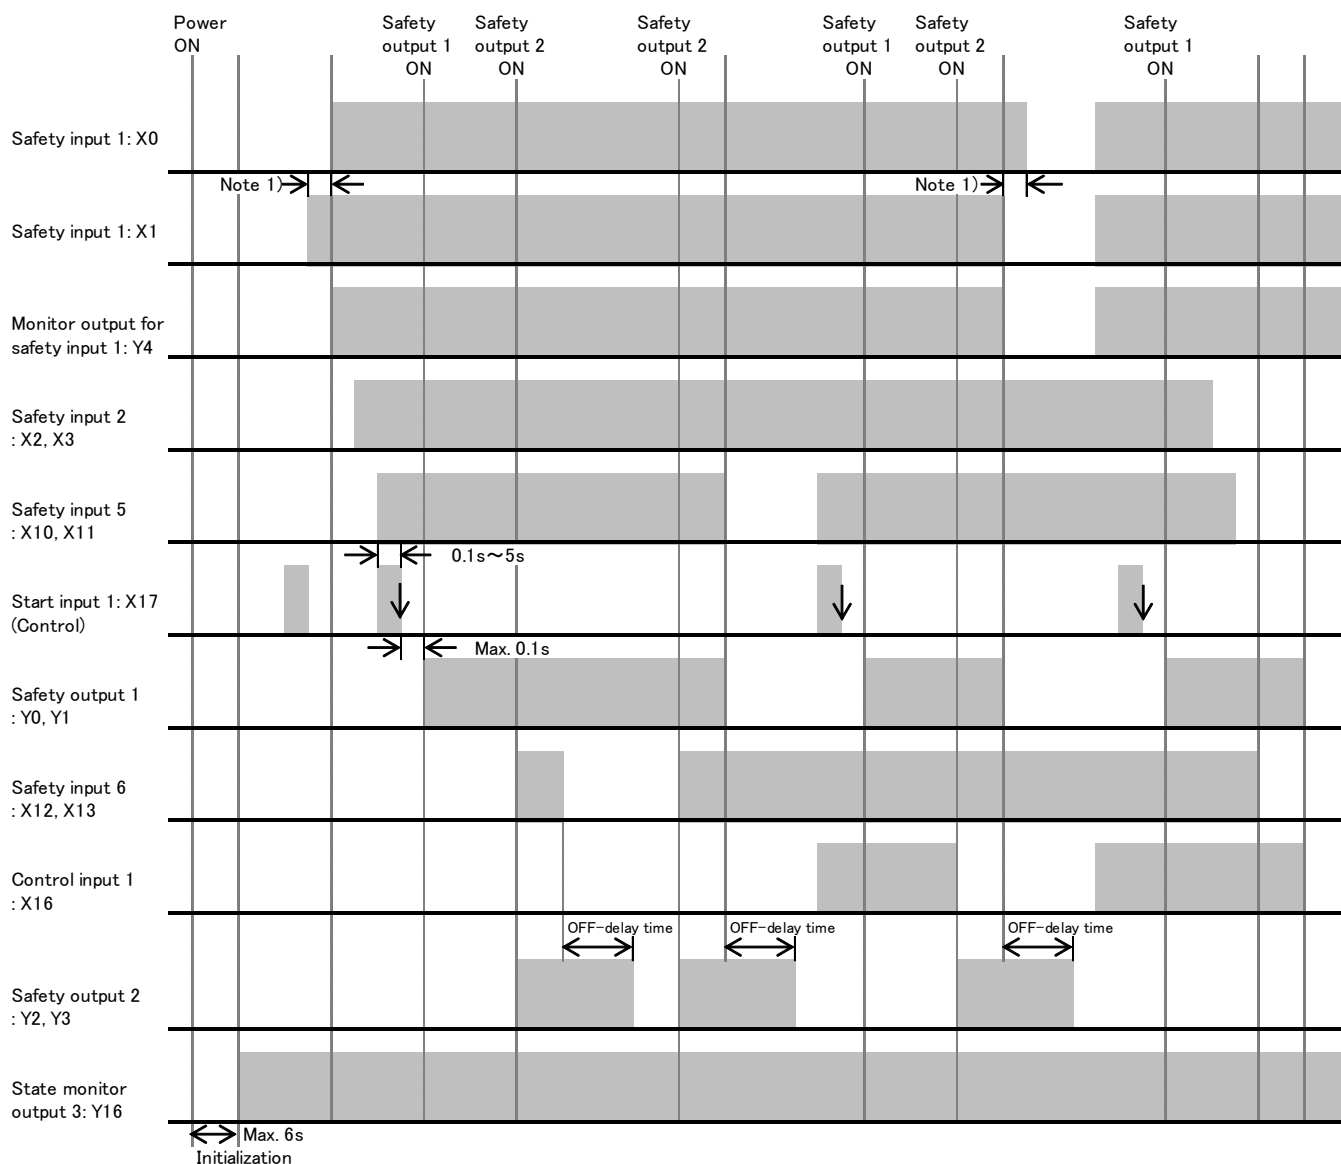 Power
ON
Safety
output 1
ON
Safety
output 2
ON
Safety
output 2
ON
Safety
output 1
ON
Safety
output 2
ON
Safety
output 1
ON
Safety input 1: X0
Note 1)
Note 1)
Safety input 1: X1
Monitor output for
safety input 1: Y4
Safety input 2
: X2, X3
Safety input 5
: X10, X11
0.1s~5s
Start input 1: X17
(Control)
Max. 0.1s
Safety output 1
: Y0, Y1
Safety input 6
: X12, X13
Control input 1
: X16
OFF-delay time
OFF-delay time
OFF-delay time
Safety output 2
: Y2, Y3
State monitor
output 3: Y16
Max. 6s
Initialization